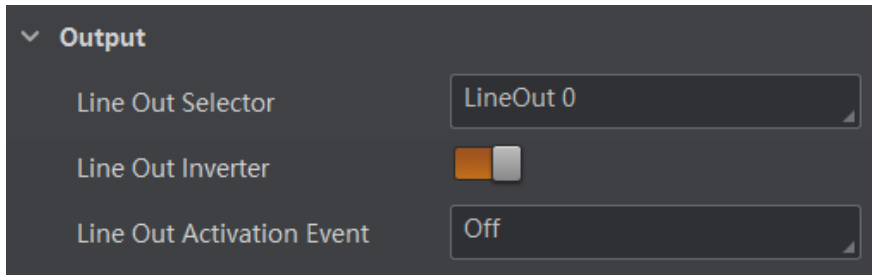 Output
Line Out Selector LineOut 0
Line Out Inverter
Line Out Activation Event Off